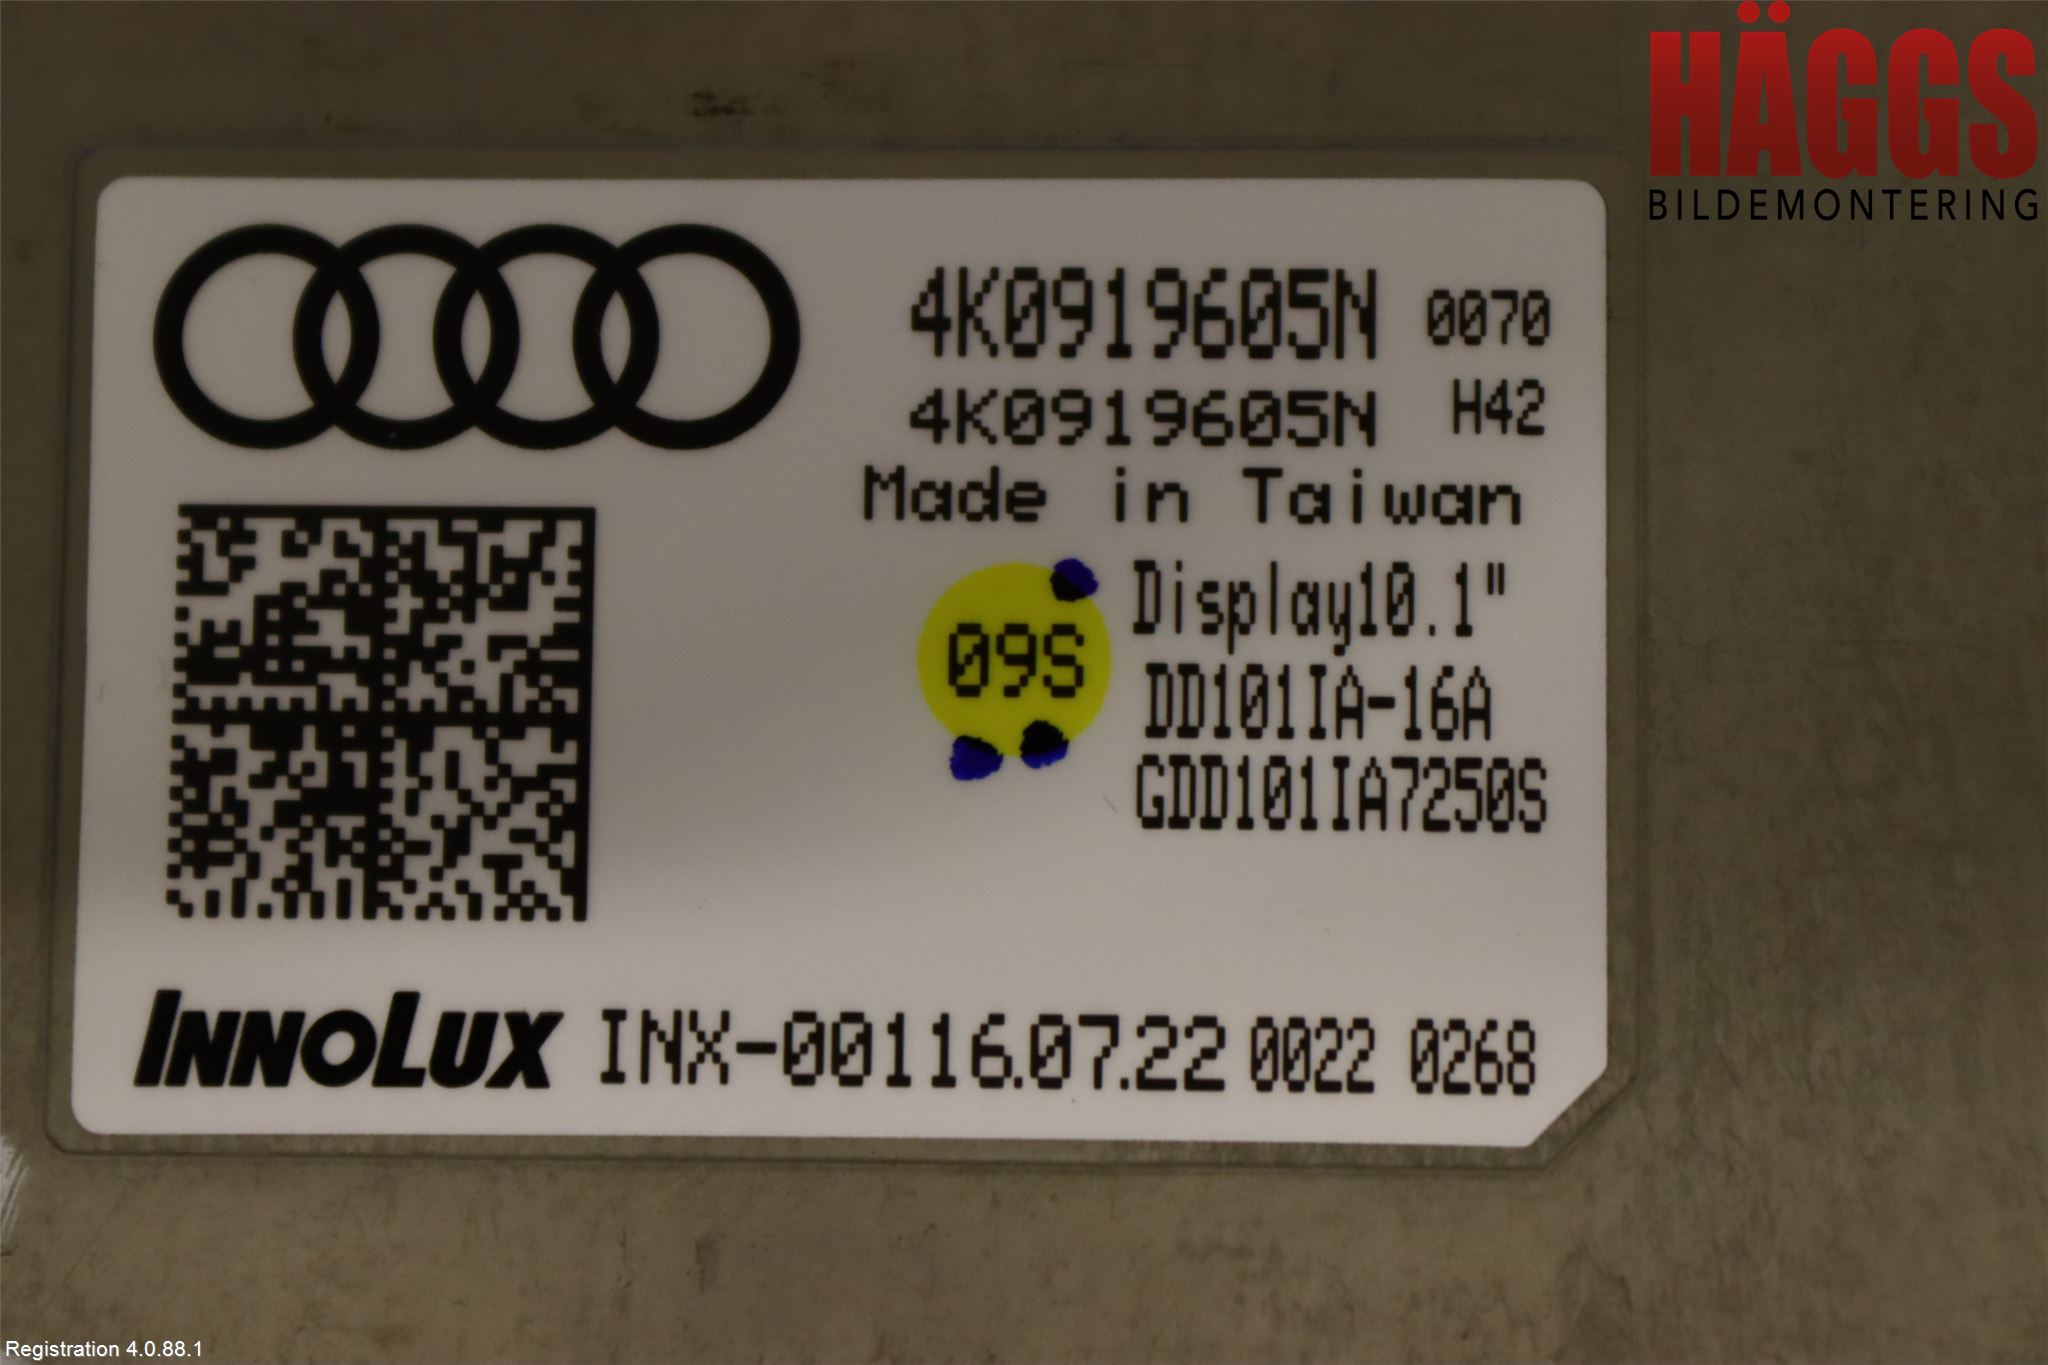 HÄGGS
BILDEMONTERING
4K0919605N 0070
4K0919605N H42
Made in Taiwan
Display10.1"
09S
DD101IA-16A
GDD101IA7250S
INNOLUX INX-00116.07.22 0022 0268
Registration 4.0.88.1